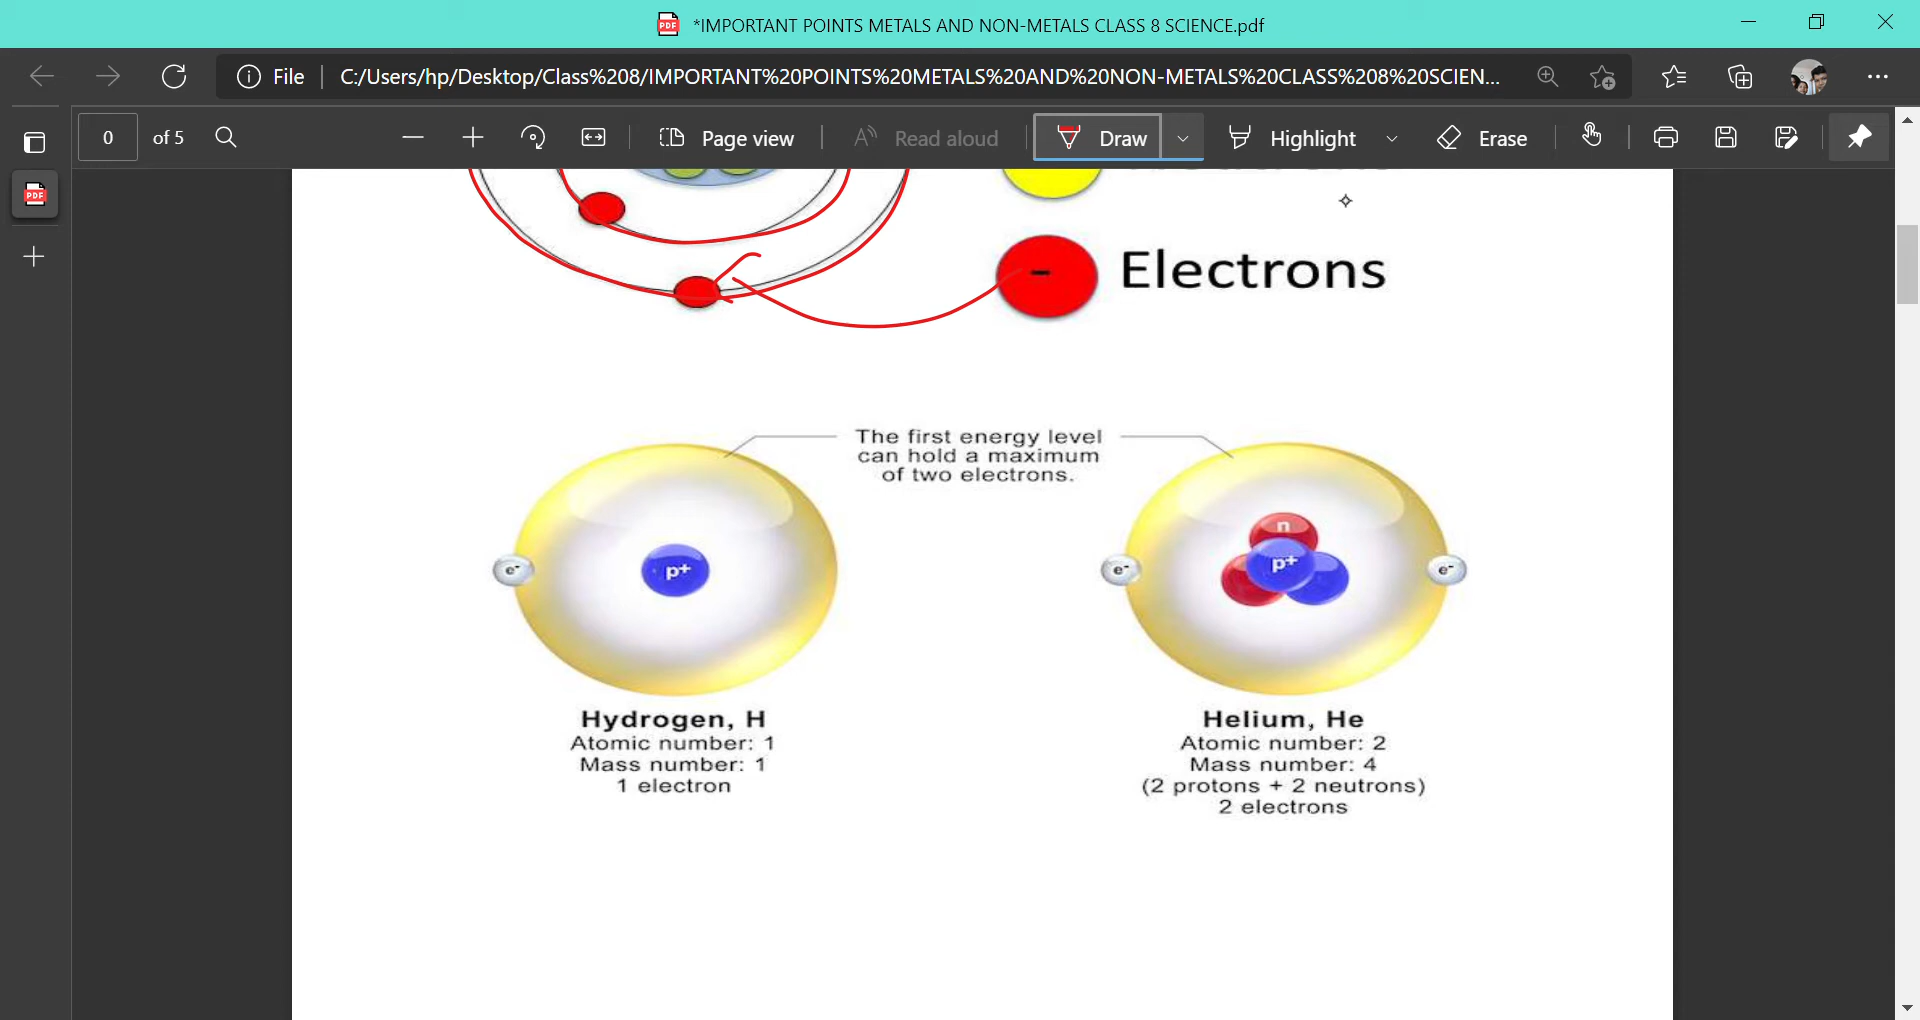 *IMPORTANT POINTS METALS AND NON-METALS CLASS 8 SCIENCE.pdf
File | C:/Users/hp/Desktop/Class%208/IMPORTANT%20POINTS%20METALS%20AND%20NON-METALS%20CLASS%208%20SCIEN...
0 of 5 Page view Read aloud Draw Highlight Erase
Electrons
The first energy level
can hold a maximum
of two electrons.
e-
p+
e-
n
p+
e-
Hydrogen, H
Atomic number: 1
Mass number: 1
1 electron
Helium, He
Atomic number: 2
Mass number: 4
(2 protons + 2 neutrons)
2 electrons